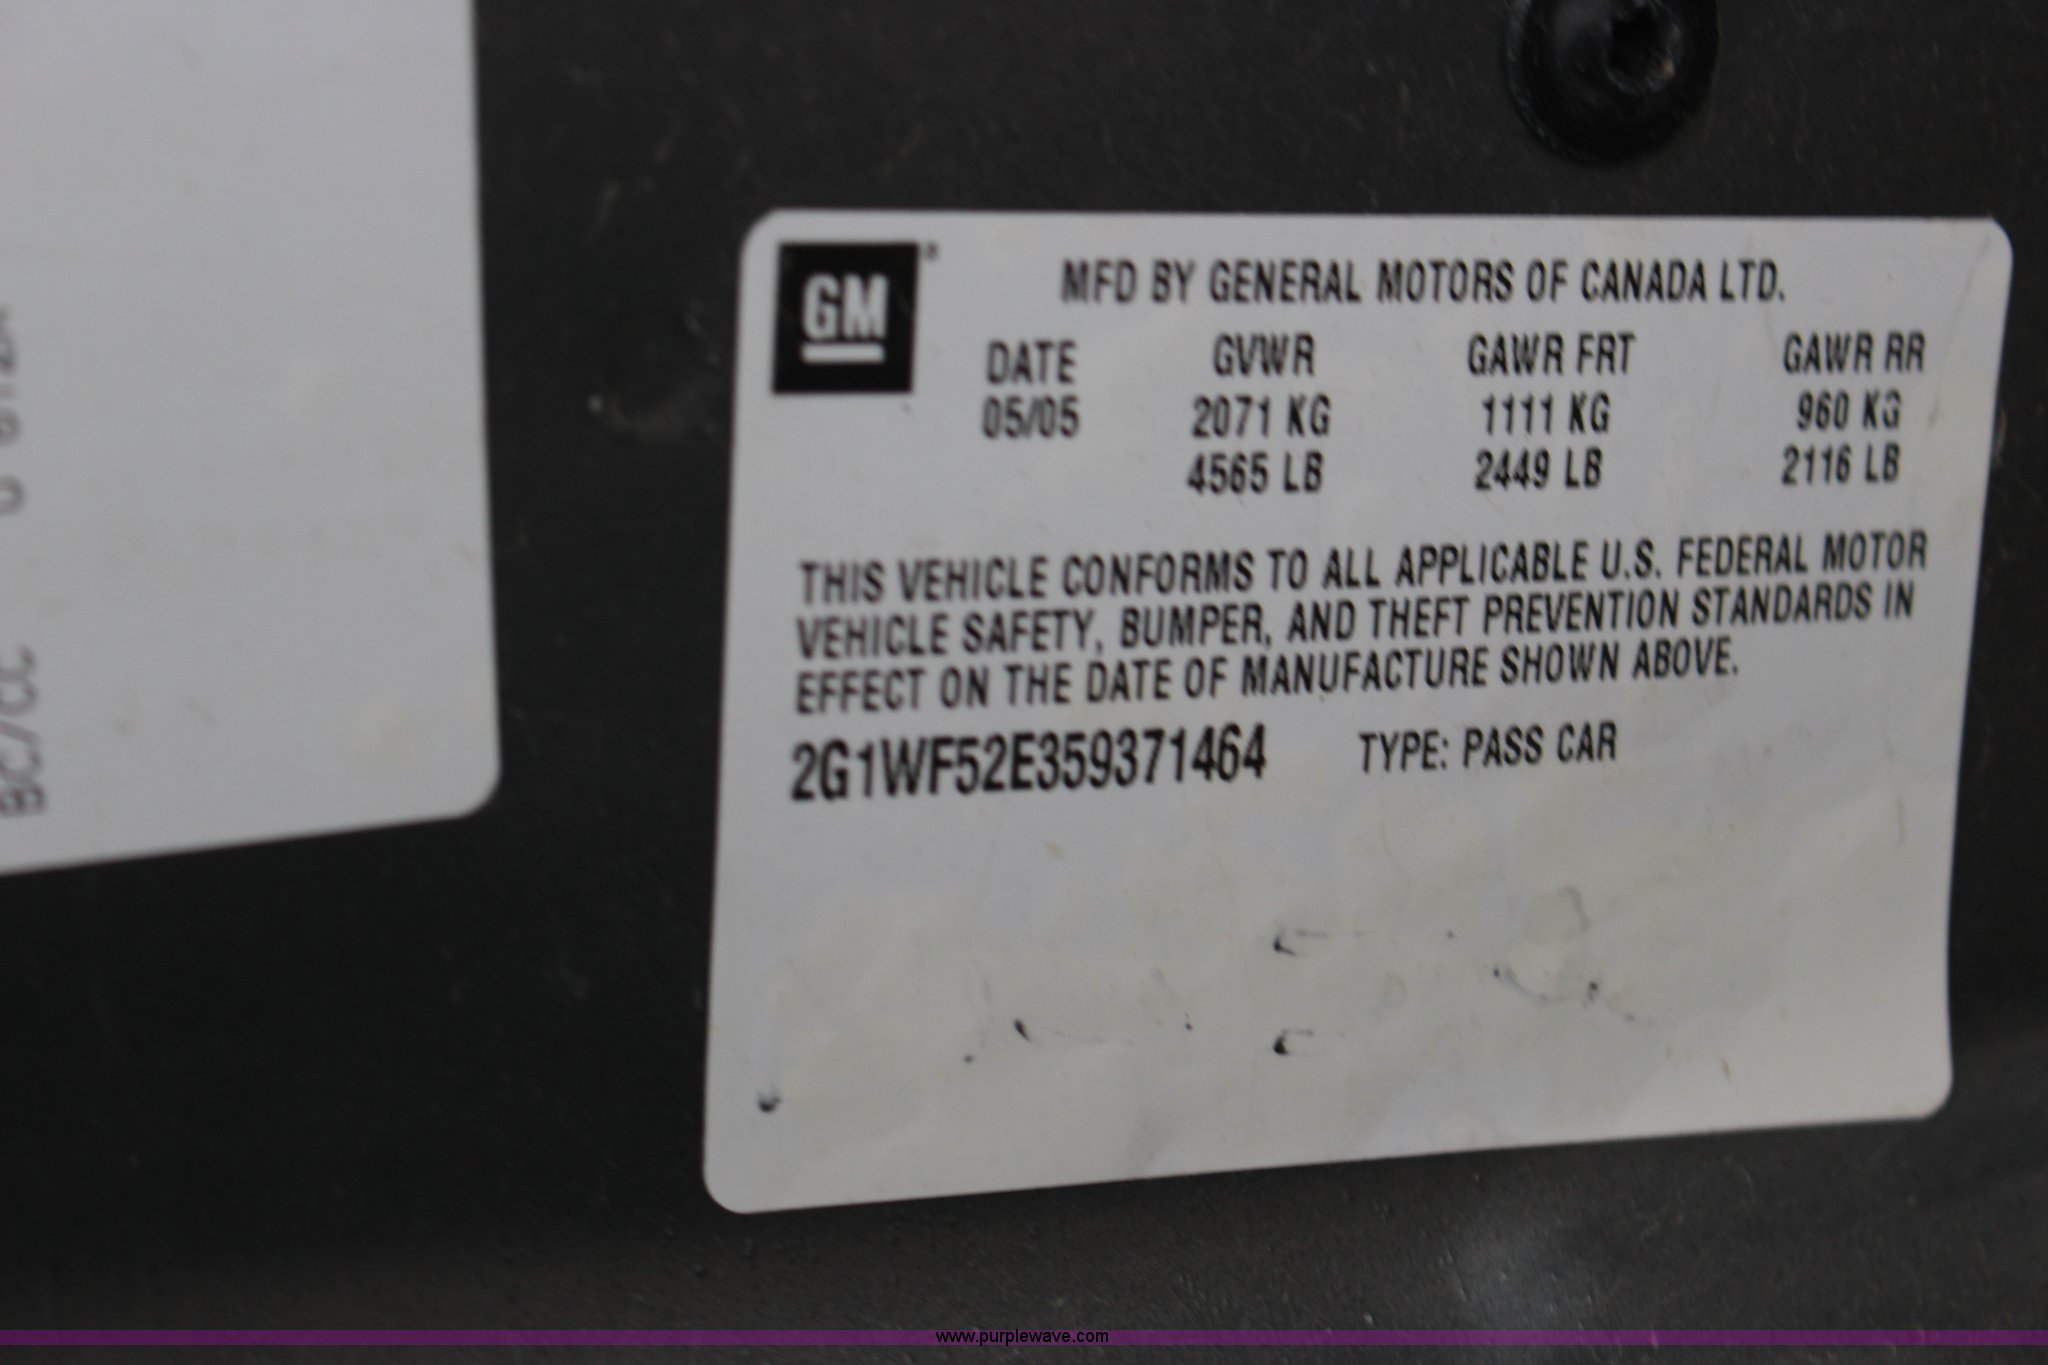 BC/CC
GM
MFD BY GENERAL MOTORS OF CANADA LTD.
DATE GVWR GAWR FRT GAWR RR
05/05 2071 KG 1111 KG 960 KG
4565 LB 2449 LB 2116 LB
THIS VEHICLE CONFORMS TO ALL APPLICABLE U.S. FEDERAL MOTOR
VEHICLE SAFETY, BUMPER, AND THEFT PREVENTION STANDARDS IN
EFFECT ON THE DATE OF MANUFACTURE SHOWN ABOVE.
2G1WF52E359371464 TYPE: PASS CAR
www.purplewave.com